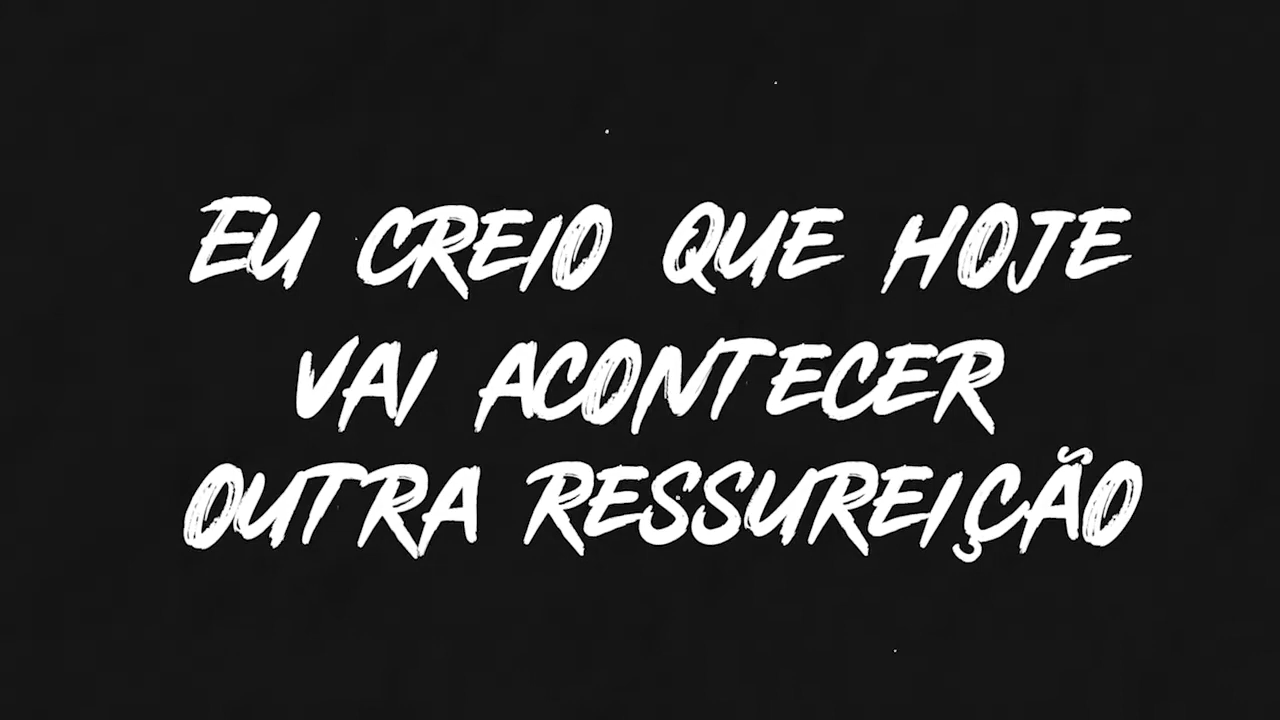 EU CREIO QUE HOJE
VAI ACONTECER
OUTRA RESSUREIÇÃO